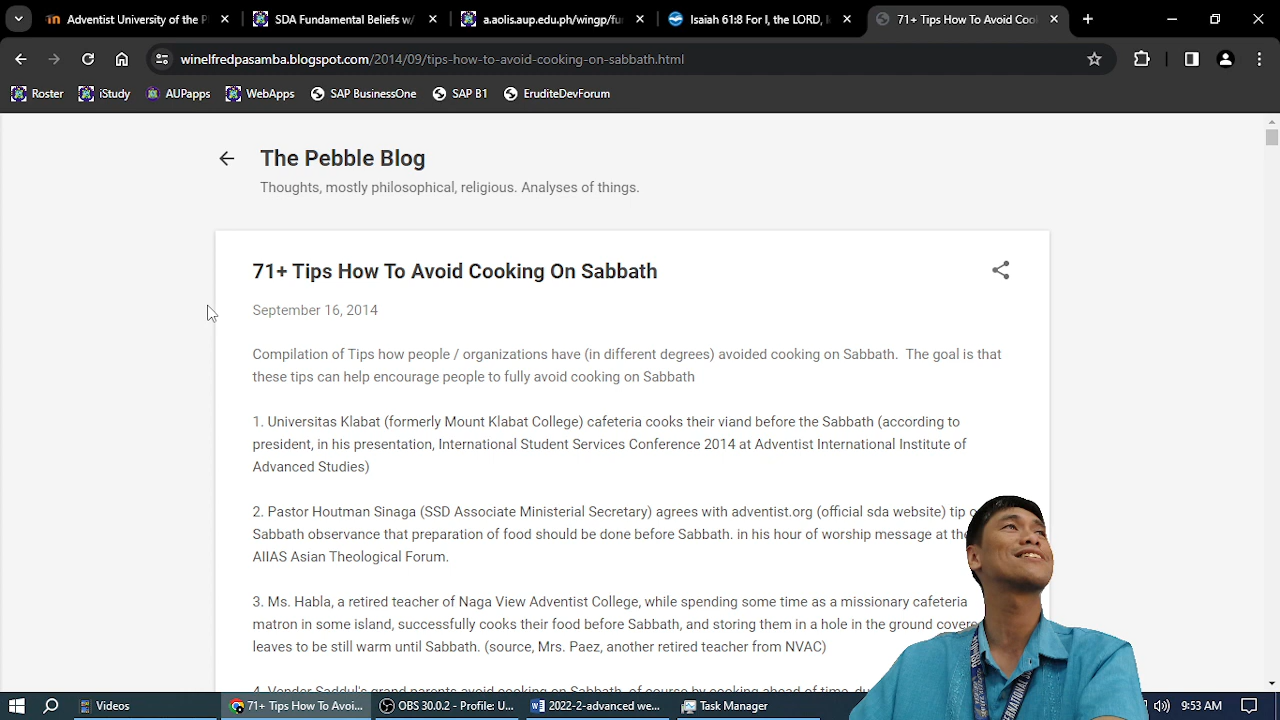 Adventist University of the P
SDA Fundamental Beliefs w/
a.aolis.aup.edu.ph/wingp/fu
Isaiah 61:8 For I, the LORD, l
71+ Tips How To Avoid Coo
winelfredpasamba.blogspot.com/2014/09/tips-how-to-avoid-cooking-on-sabbath.html
Roster
iStudy
AUPapps
WebApps
SAP BusinessOne
SAP B1
EruditeDevForum
The Pebble Blog
Thoughts, mostly philosophical, religious. Analyses of things.
71+ Tips How To Avoid Cooking On Sabbath
September 16, 2014
Compilation of Tips how people / organizations have (in different degrees) avoided cooking on Sabbath.  The goal is that
these tips can help encourage people to fully avoid cooking on Sabbath
1. Universitas Klabat (formerly Mount Klabat College) cafeteria cooks their viand before the Sabbath (according to
president, in his presentation, International Student Services Conference 2014 at Adventist International Institute of
Advanced Studies)
2. Pastor Houtman Sinaga (SSD Associate Ministerial Secretary) agrees with adventist.org (official sda website) tip o
Sabbath observance that preparation of food should be done before Sabbath. in his hour of worship message at the
AIIAS Asian Theological Forum.
3. Ms. Habla, a retired teacher of Naga View Adventist College, while spending some time as a missionary cafeteria
matron in some island, successfully cooks their food before Sabbath, and storing them in a hole in the ground covere
leaves to be still warm until Sabbath. (source, Mrs. Paez, another retired teacher from NVAC)
4. Vender Saddul's grand parents avoid cooking on Sabbath, of course by cooking ahead of time, du
Videos
71+ Tips How To Avoi...
OBS 30.0.2 - Profile: U...
2022-2-advanced we...
Task Manager
9:53 AM